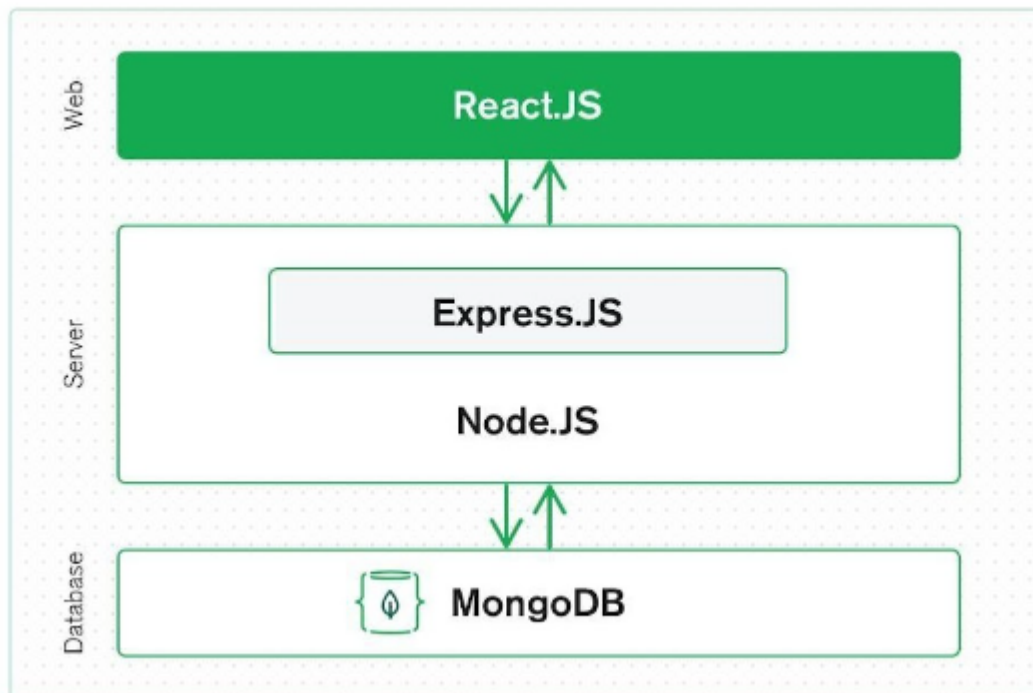 Web
React.JS
Server
Express.JS
Node.JS
Database
MongoDB